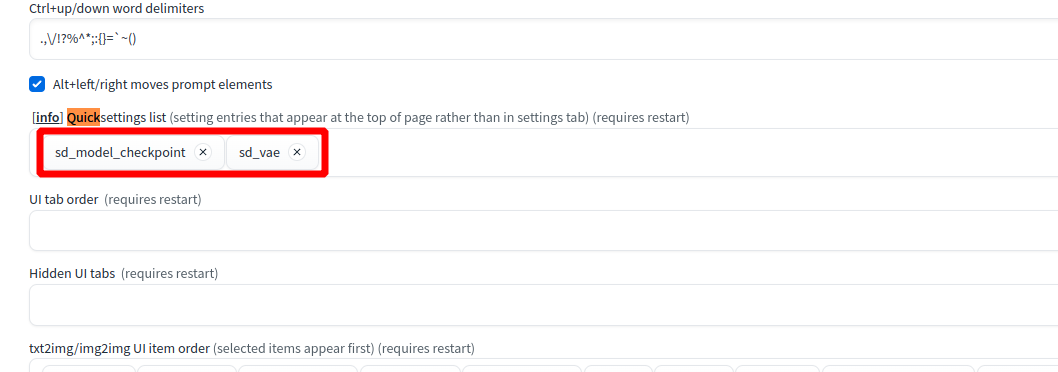 Ctrl+up/down word delimiters
.,\/!?%^*;:{}=`~()
Alt+left/right moves prompt elements
[info] Quicksettings list (setting entries that appear at the top of page rather than in settings tab) (requires restart)
sd_model_checkpoint × sd_vae ×
UI tab order (requires restart)
Hidden UI tabs (requires restart)
txt2img/img2img UI item order (selected items appear first) (requires restart)